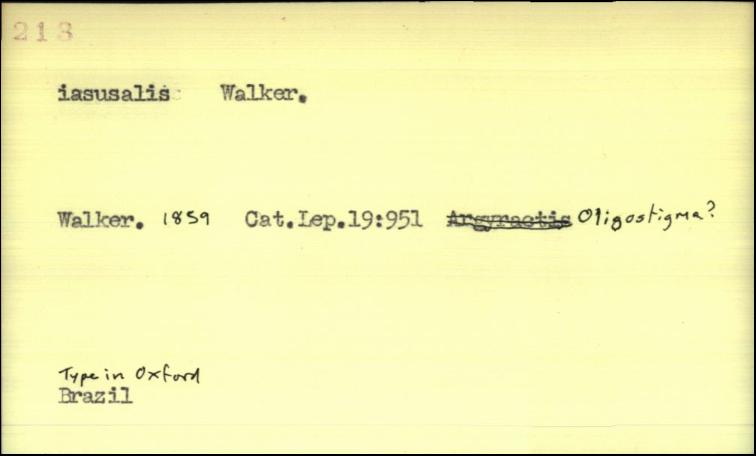 213
iasusalis Walker.
Walker. 1859 Cat.Lep.19:951 Argyractis Oligostigma?
Type in Oxford
Brazil